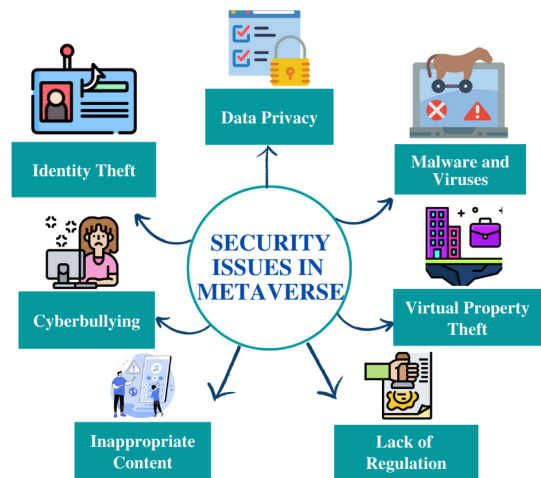 Data Privacy
Identity Theft
Malware and
Viruses
SECURITY
ISSUES IN
METAVERSE
Cyberbullying
Virtual Property
Theft
Inappropriate
Content
Lack of
Regulation